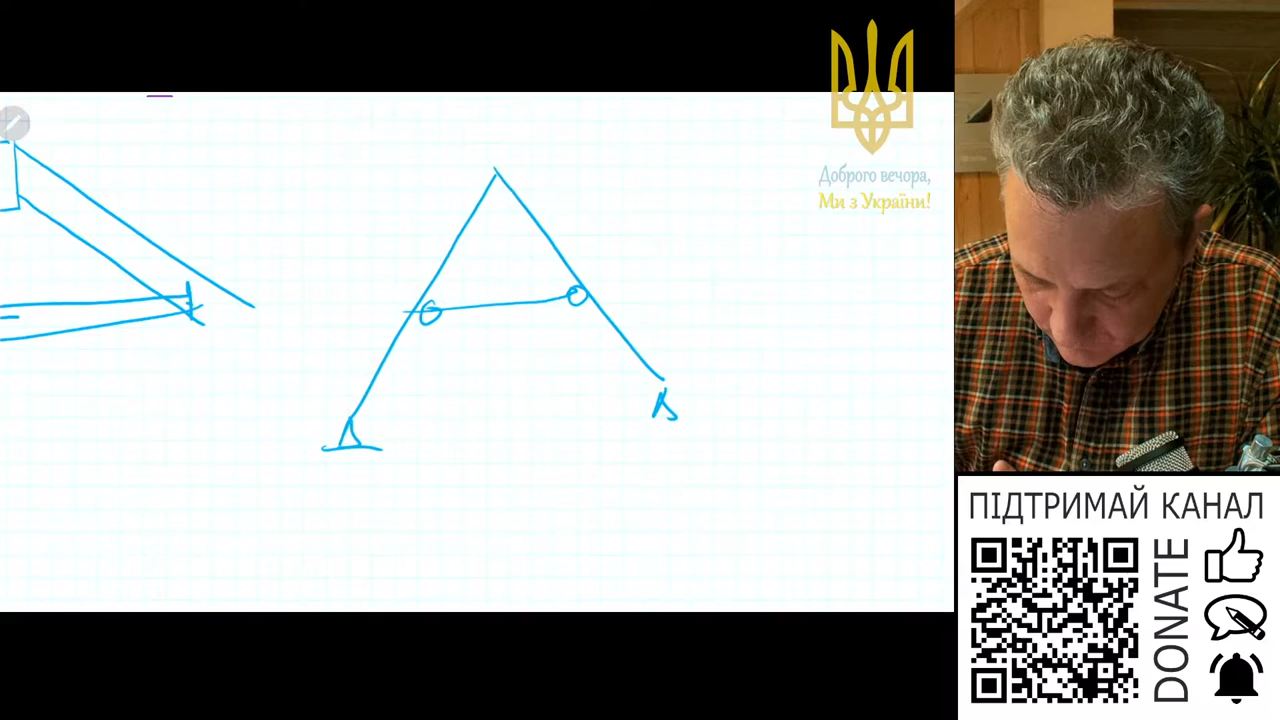 Доброго вечора,
Ми з України!
ПІДТРИМАЙ КАНАЛ
DONATE